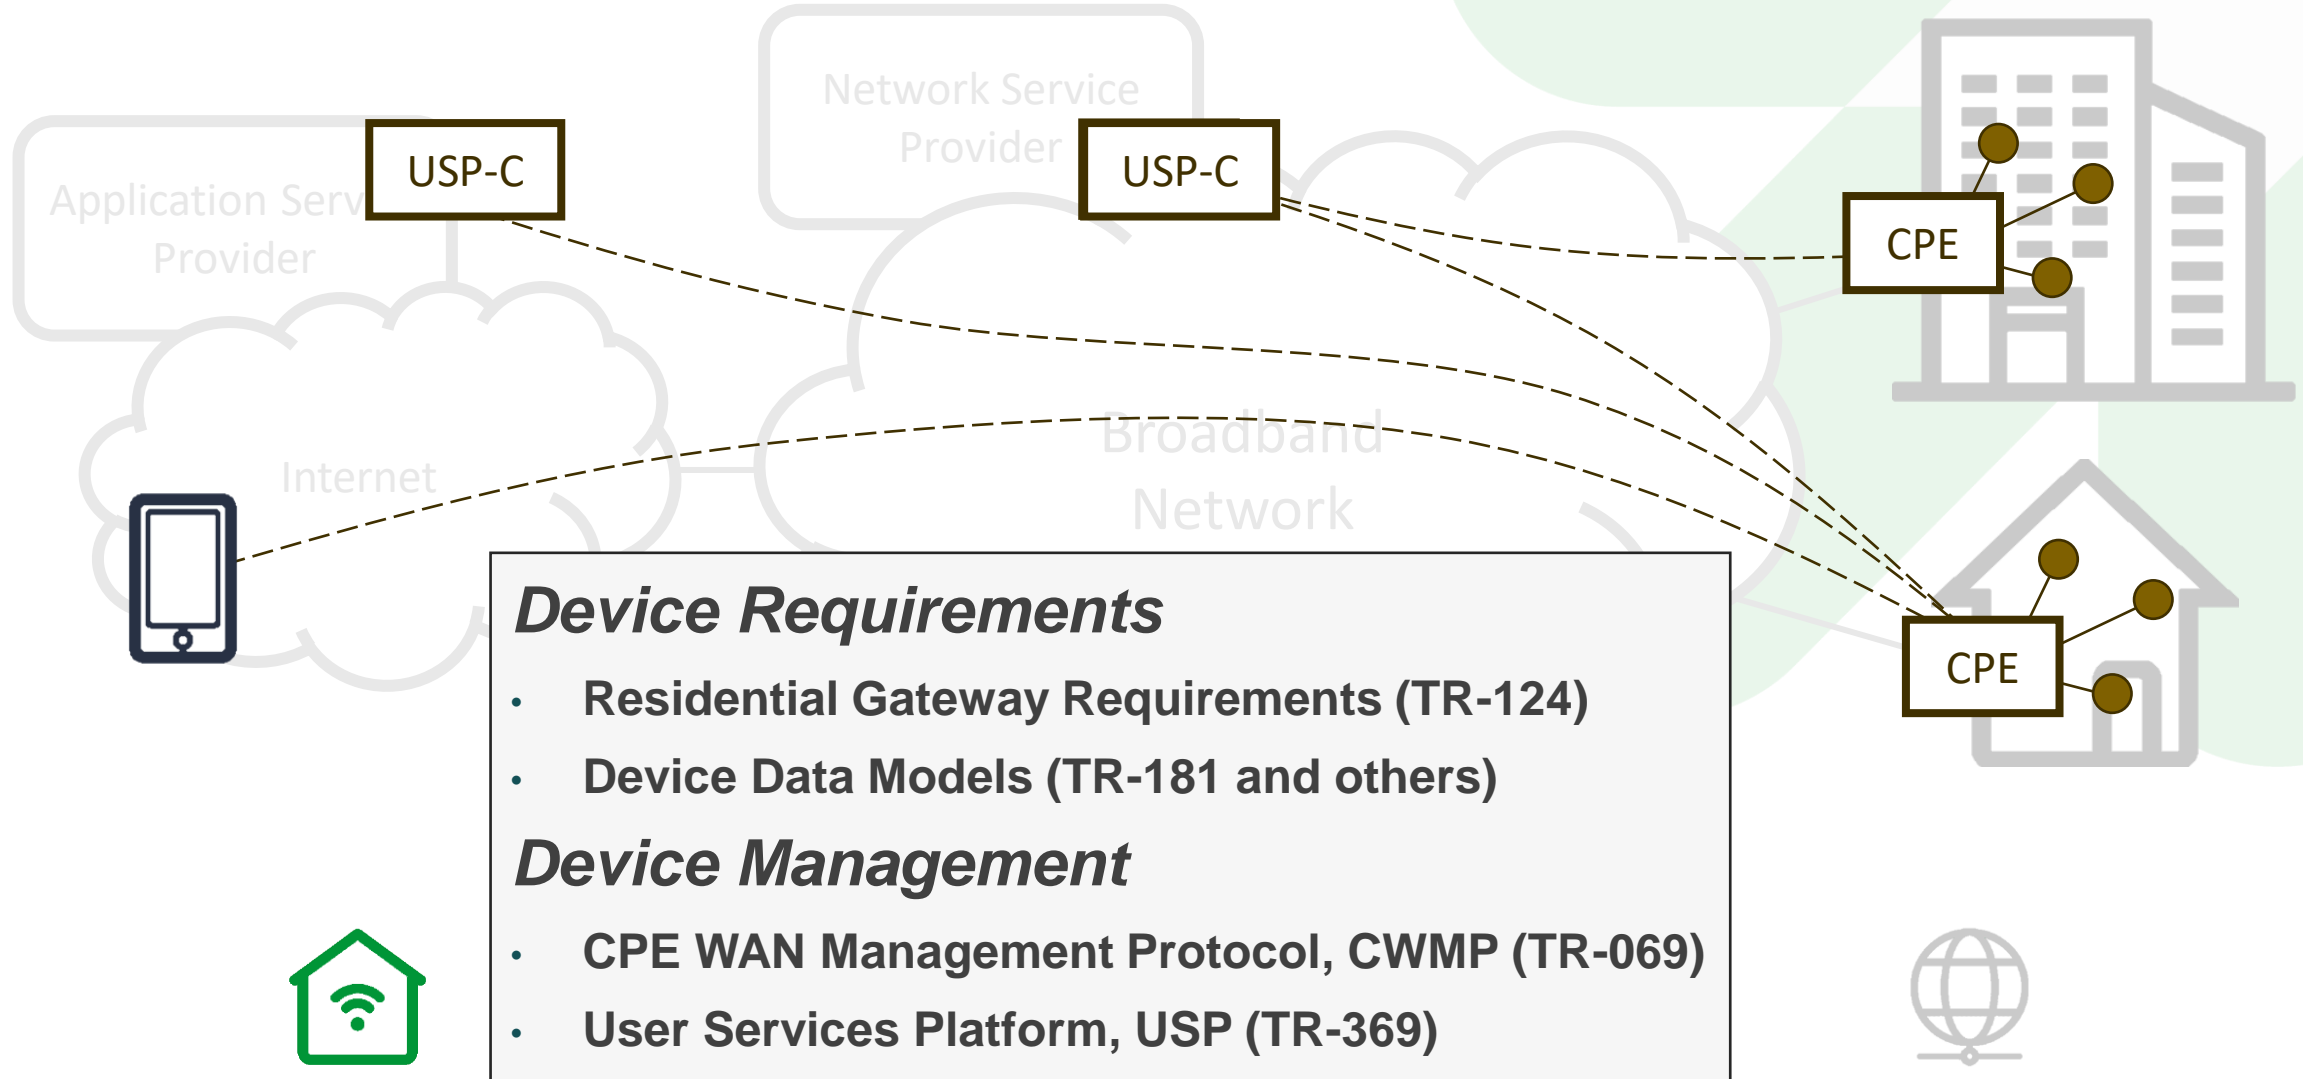 Network Service
Provider
USP-C
USP-C
Application Serv
Provider
CPE
Broadband
Network
Internet
CPE
Device Requirements
• Residential Gateway Requirements (TR-124)
• Device Data Models (TR-181 and others)
Device Management
• CPE WAN Management Protocol, CWMP (TR-069)
• User Services Platform, USP (TR-369)